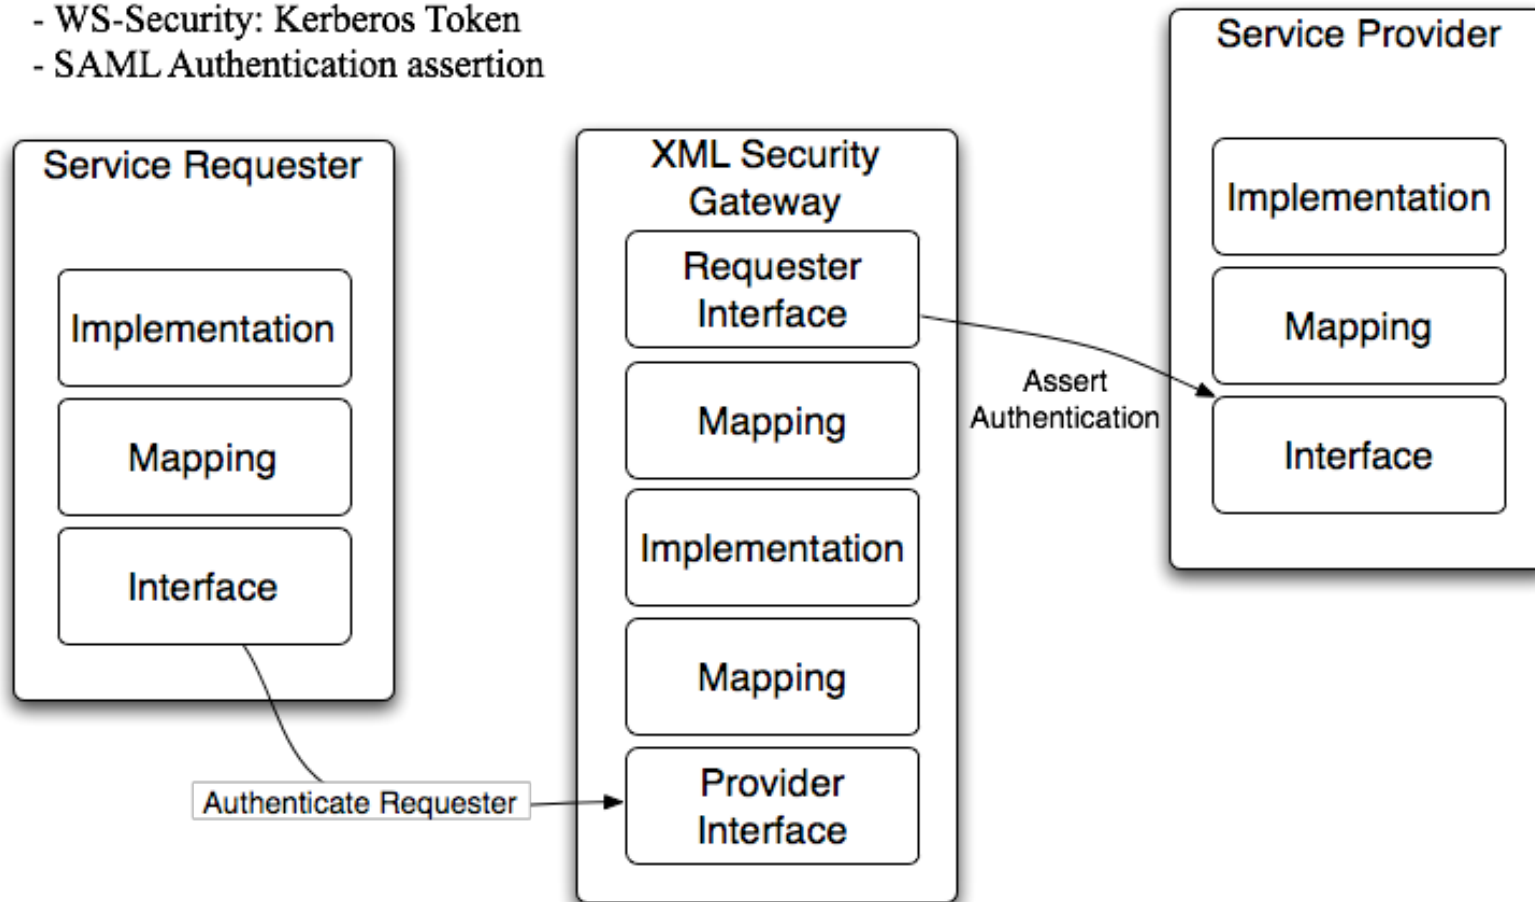 - WS-Security: Kerberos Token
- SAML Authentication assertion
Service Requester
Implementation
Mapping
Interface
Authenticate Requester
XML Security
Gateway
Requester
Interface
Mapping
Implementation
Mapping
Provider
Interface
Assert
Authentication
Service Provider
Implementation
Mapping
Interface